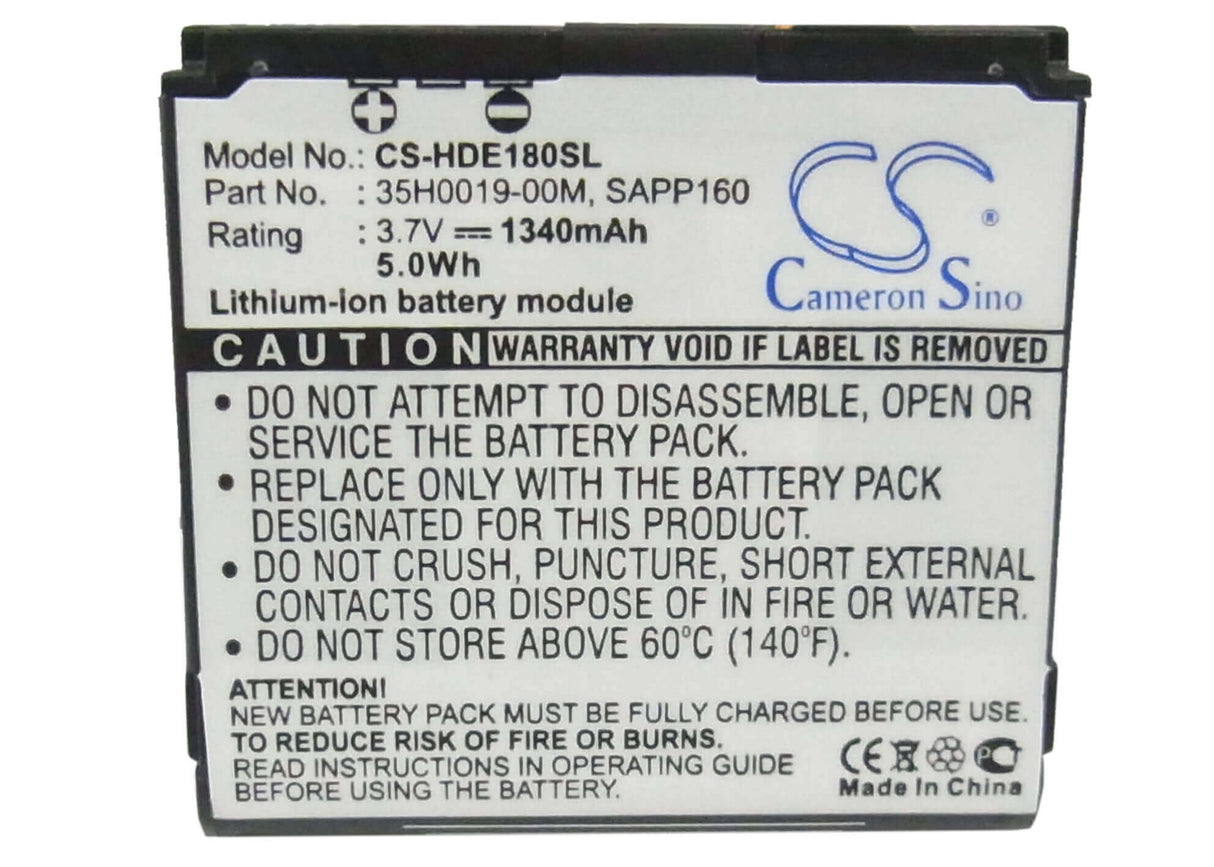 Model No.: CS-HDE180SL
Part No. : 35H0019-00M, SAPP160
Rating : 3.7V ⎓ 1340mAh
5.0Wh
Lithium-ion battery module
CS ®
Cameron Sino
CAUTION WARRANTY VOID IF LABEL IS REMOVED
• DO NOT ATTEMPT TO DISASSEMBLE, OPEN OR
SERVICE THE BATTERY PACK.
• REPLACE ONLY WITH THE BATTERY PACK
DESIGNATED FOR THIS PRODUCT.
• DO NOT CRUSH, PUNCTURE, SHORT EXTERNAL
CONTACTS OR DISPOSE OF IN FIRE OR WATER.
• DO NOT STORE ABOVE 60°C (140°F).
ATTENTION!
NEW BATTERY PACK MUST BE FULLY CHARGED BEFORE USE.
TO REDUCE RISK OF FIRE OR BURNS.
READ INSTRUCTIONS IN OPERATING GUIDE
BEFORE USING THE BATTERY.
CE
Made In China